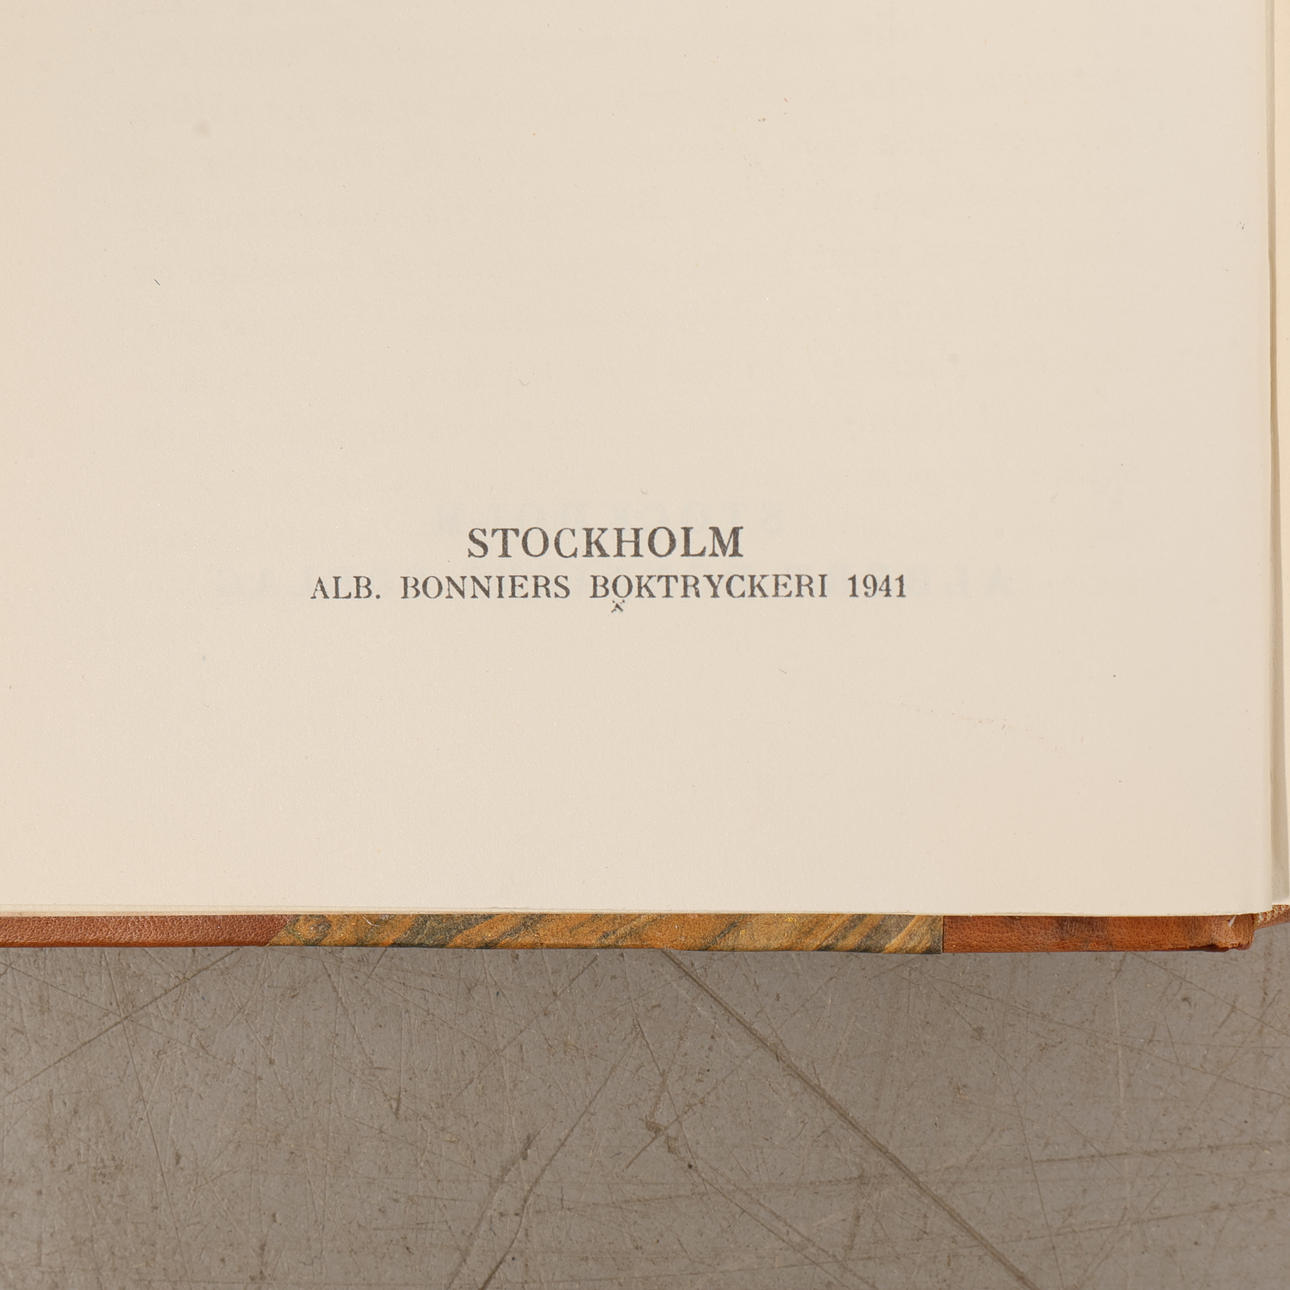 STOCKHOLM
ALB. BONNIERS BOKTRYCKERI 1941